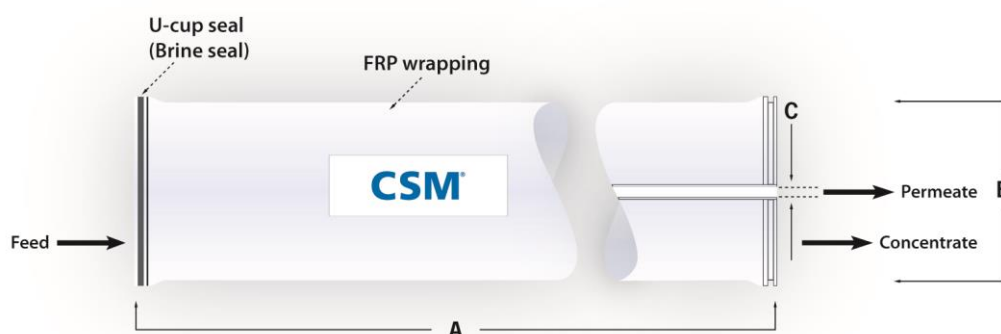 U-cup seal
(Brine seal)
FRP wrapping
C
CSM®
Permeate
Feed
Concentrate
A